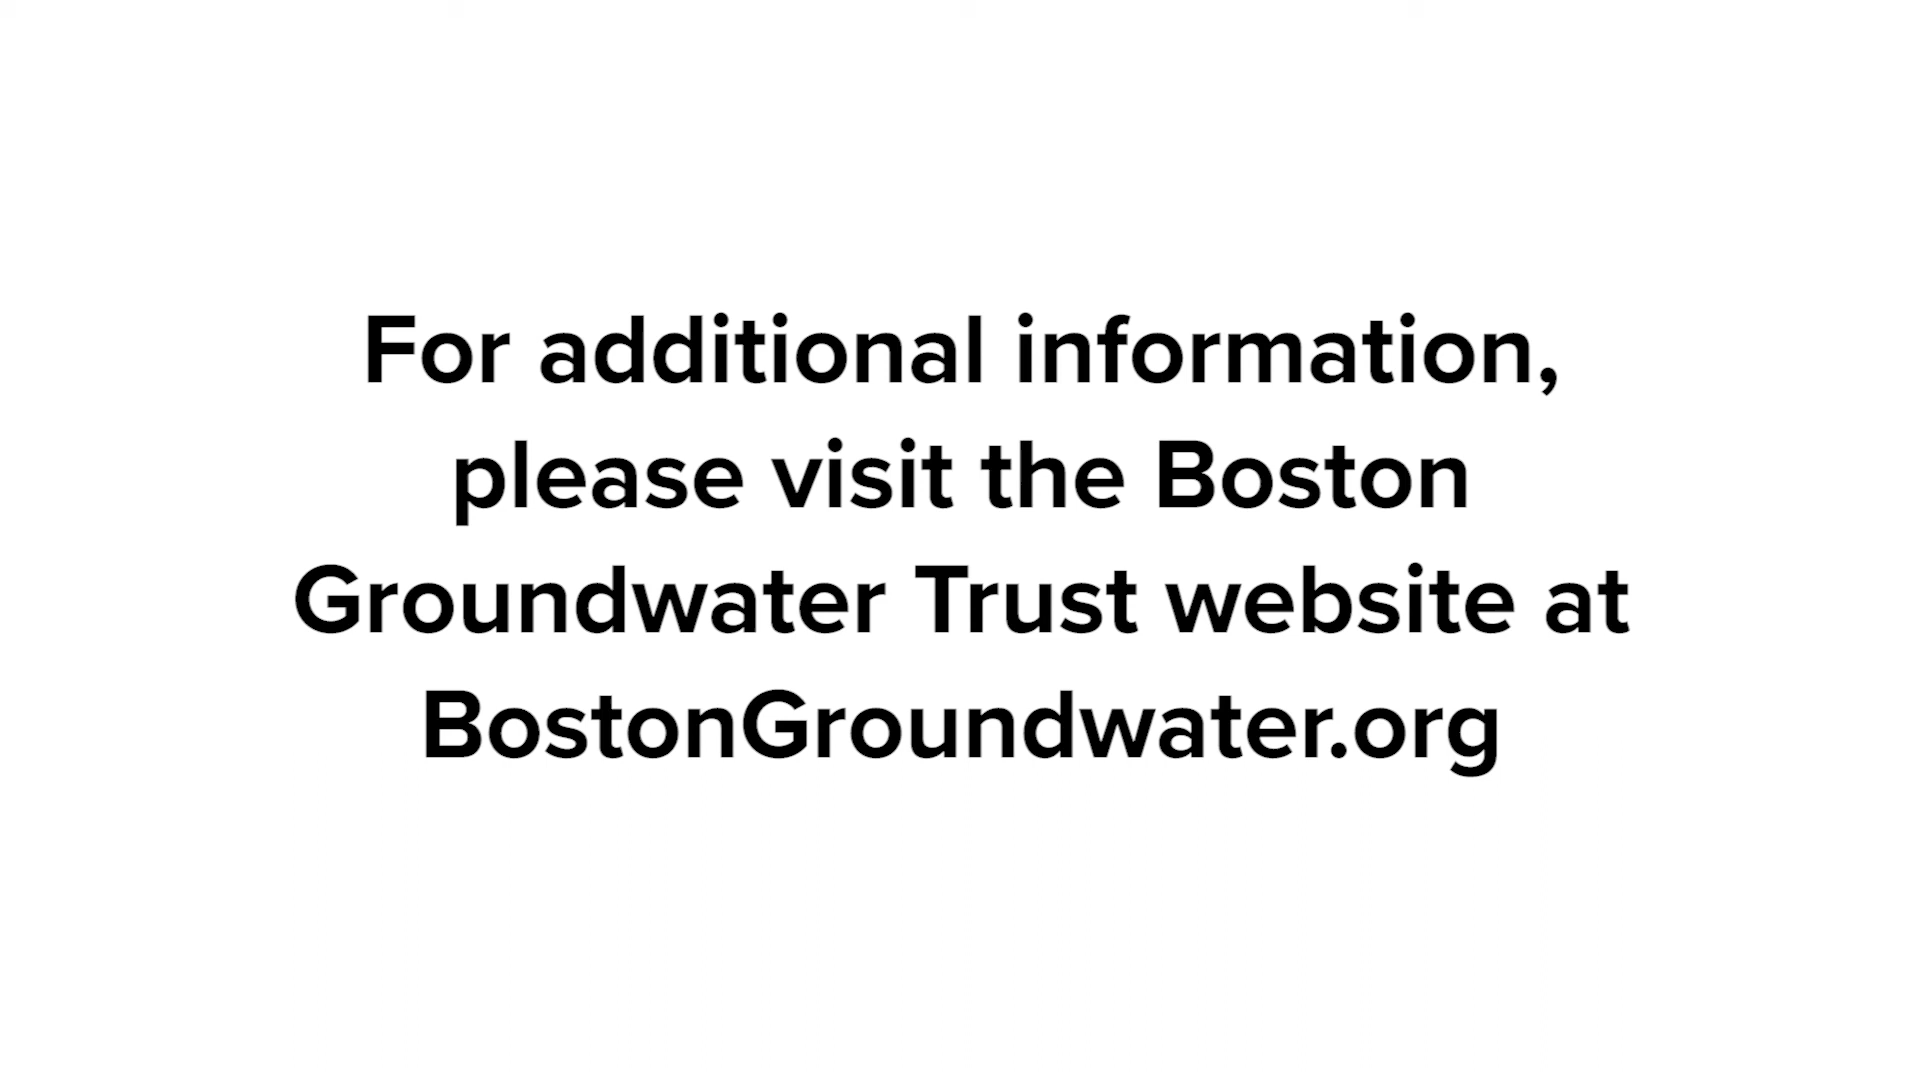 For additional information,
please visit the Boston
Groundwater Trust website at
BostonGroundwater.org